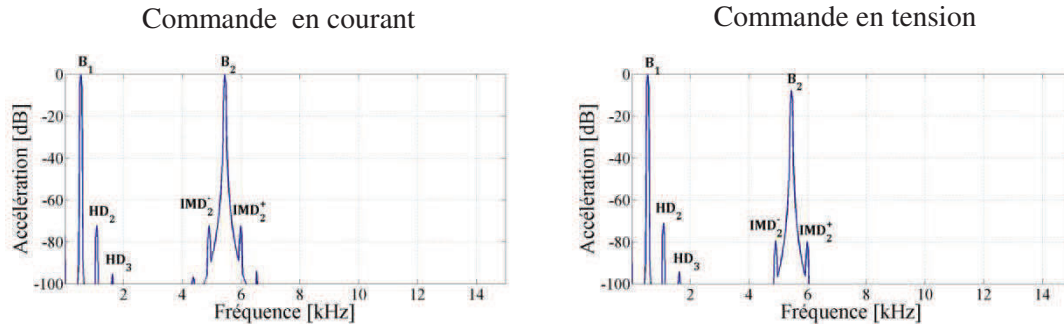 Commande en courant
Commande en tension
B1
B2
0
-20
-40
-60
-80
-100
Accélération [dB]
HD2
HD3
IMD2-
IMD2+
2
4
6
8
10
12
14
Fréquence [kHz]
B1
B2
0
-20
-40
-60
-80
-100
Accélération [dB]
HD2
HD3
IMD2-
IMD2+
2
4
6
8
10
12
14
Fréquence [kHz]